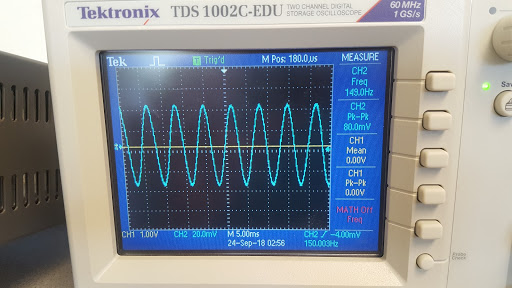 Tektronix TDS 1002C-EDU TWO CHANNEL DIGITAL STORAGE OSCILLOSCOPE
60 MHz
1 GS/s
Tek Trig'd M Pos: 180.0µs MEASURE
CH2
Freq
149.0Hz
CH2
Pk-Pk
80.0mV
CH1
Mean
0.00V
CH1
Pk-Pk
0.00V
MATH Off
Freq
CH1 1.00V CH2 20.0mV M 5.00ms CH2 -4.00mV
24-Sep-18 02:56 150.003Hz